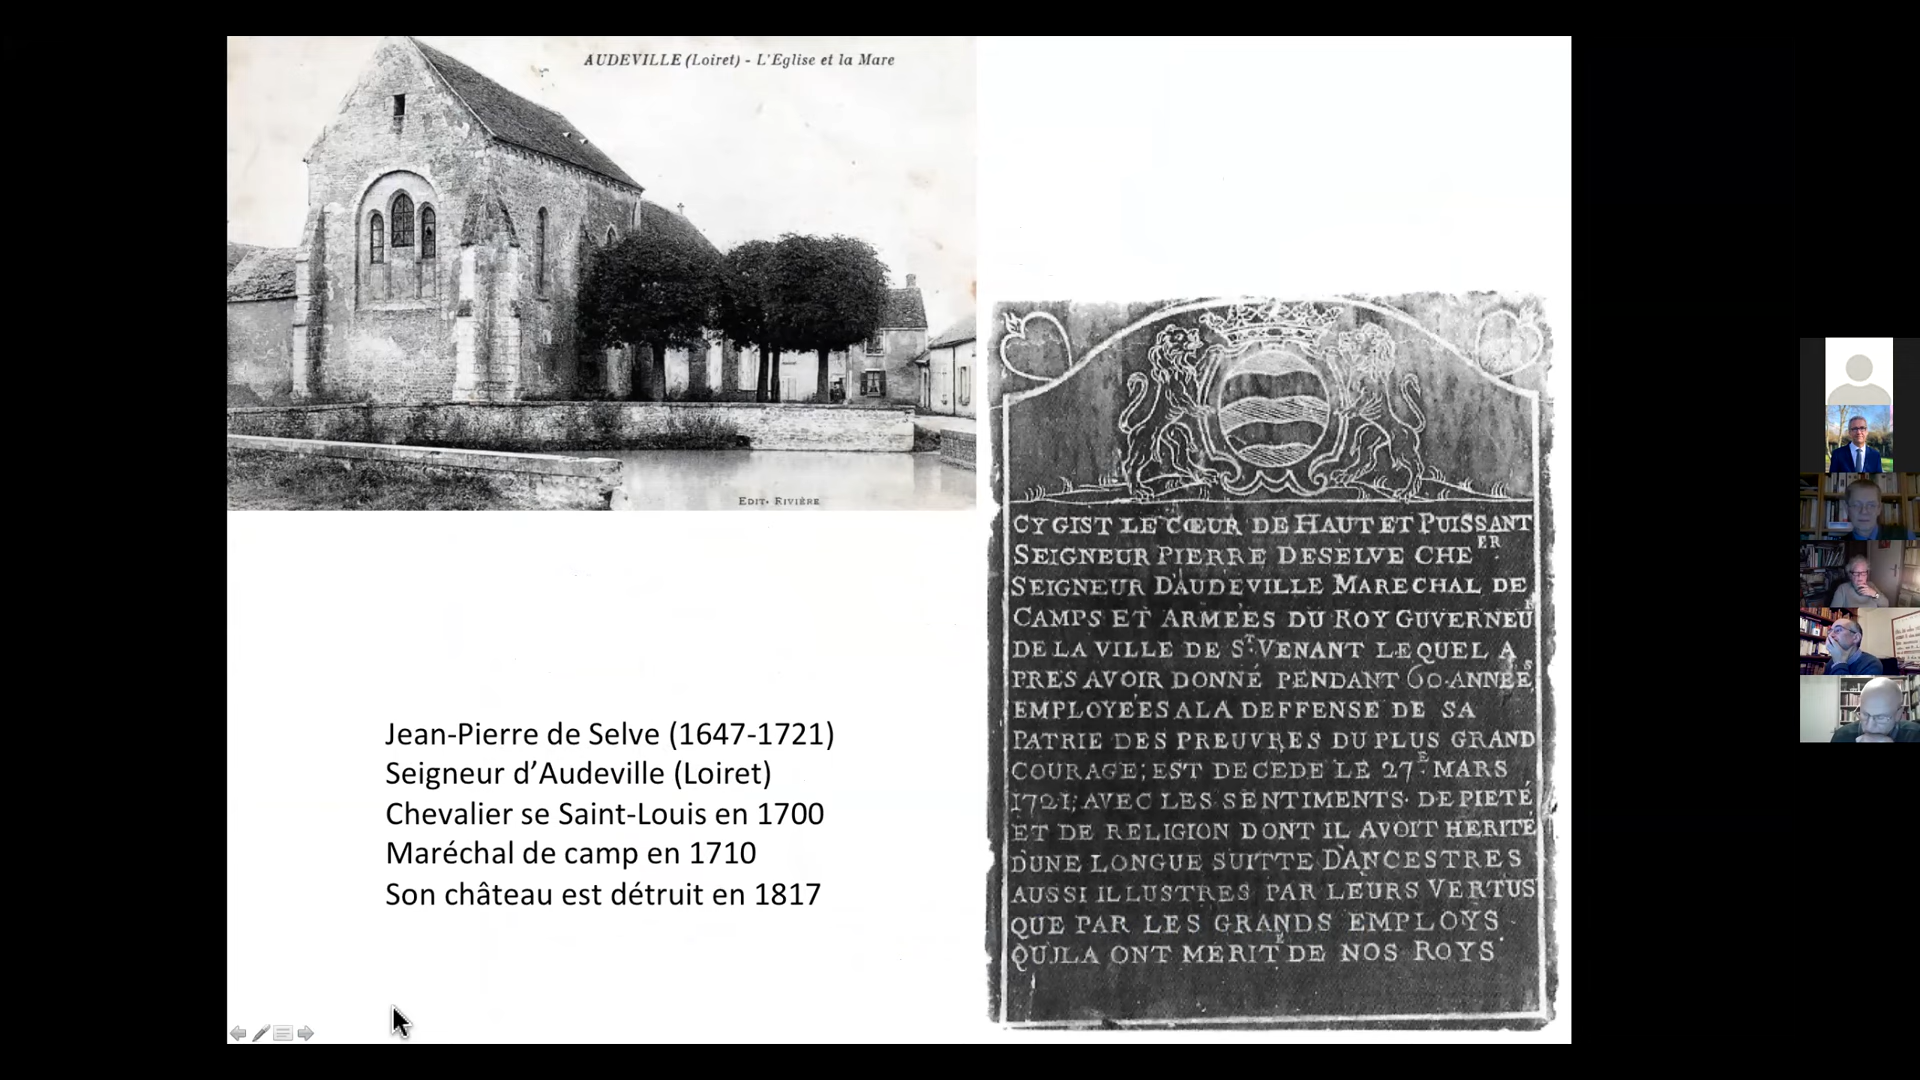 AUDEVILLE (Loiret) - L'Eglise et la Mare
EDIT. RIVIÈRE
Jean-Pierre de Selve (1647-1721)
Seigneur d’Audeville (Loiret)
Chevalier se Saint-Louis en 1700
Maréchal de camp en 1710
Son château est détruit en 1817
CY GIST LE CŒUR DE HAUT ET PUISSANT
SEIGNEUR PIERRE DESELVE CHEER.
SEIGNEUR D'AUDEVILLE MARECHAL DE
CAMPS ET ARMÉES DU ROY GUVERNEUR
DE LA VILLE DE ST. VENANT LEQUEL A
PRES AVOIR DONNÉ PENDANT 60 ANNÉES
EMPLOYÉES A LA DEFFENSE DE SA
PATRIE DES PREUVRES DU PLUS GRAND
COURAGE; EST DECEDE LE 27E. MARS
1721; AVEC LES SENTIMENTS DE PIETÉ
ET DE RELIGION DONT IL AVOIT HERITÉ
D'UNE LONGUE SUITTE D'ANCESTRES
AUSSI ILLUSTRES PAR LEURS VERTUS
QUE PAR LES GRANDS EMPLOYS
QU'ILA ONT MERITÉ DE NOS ROYS